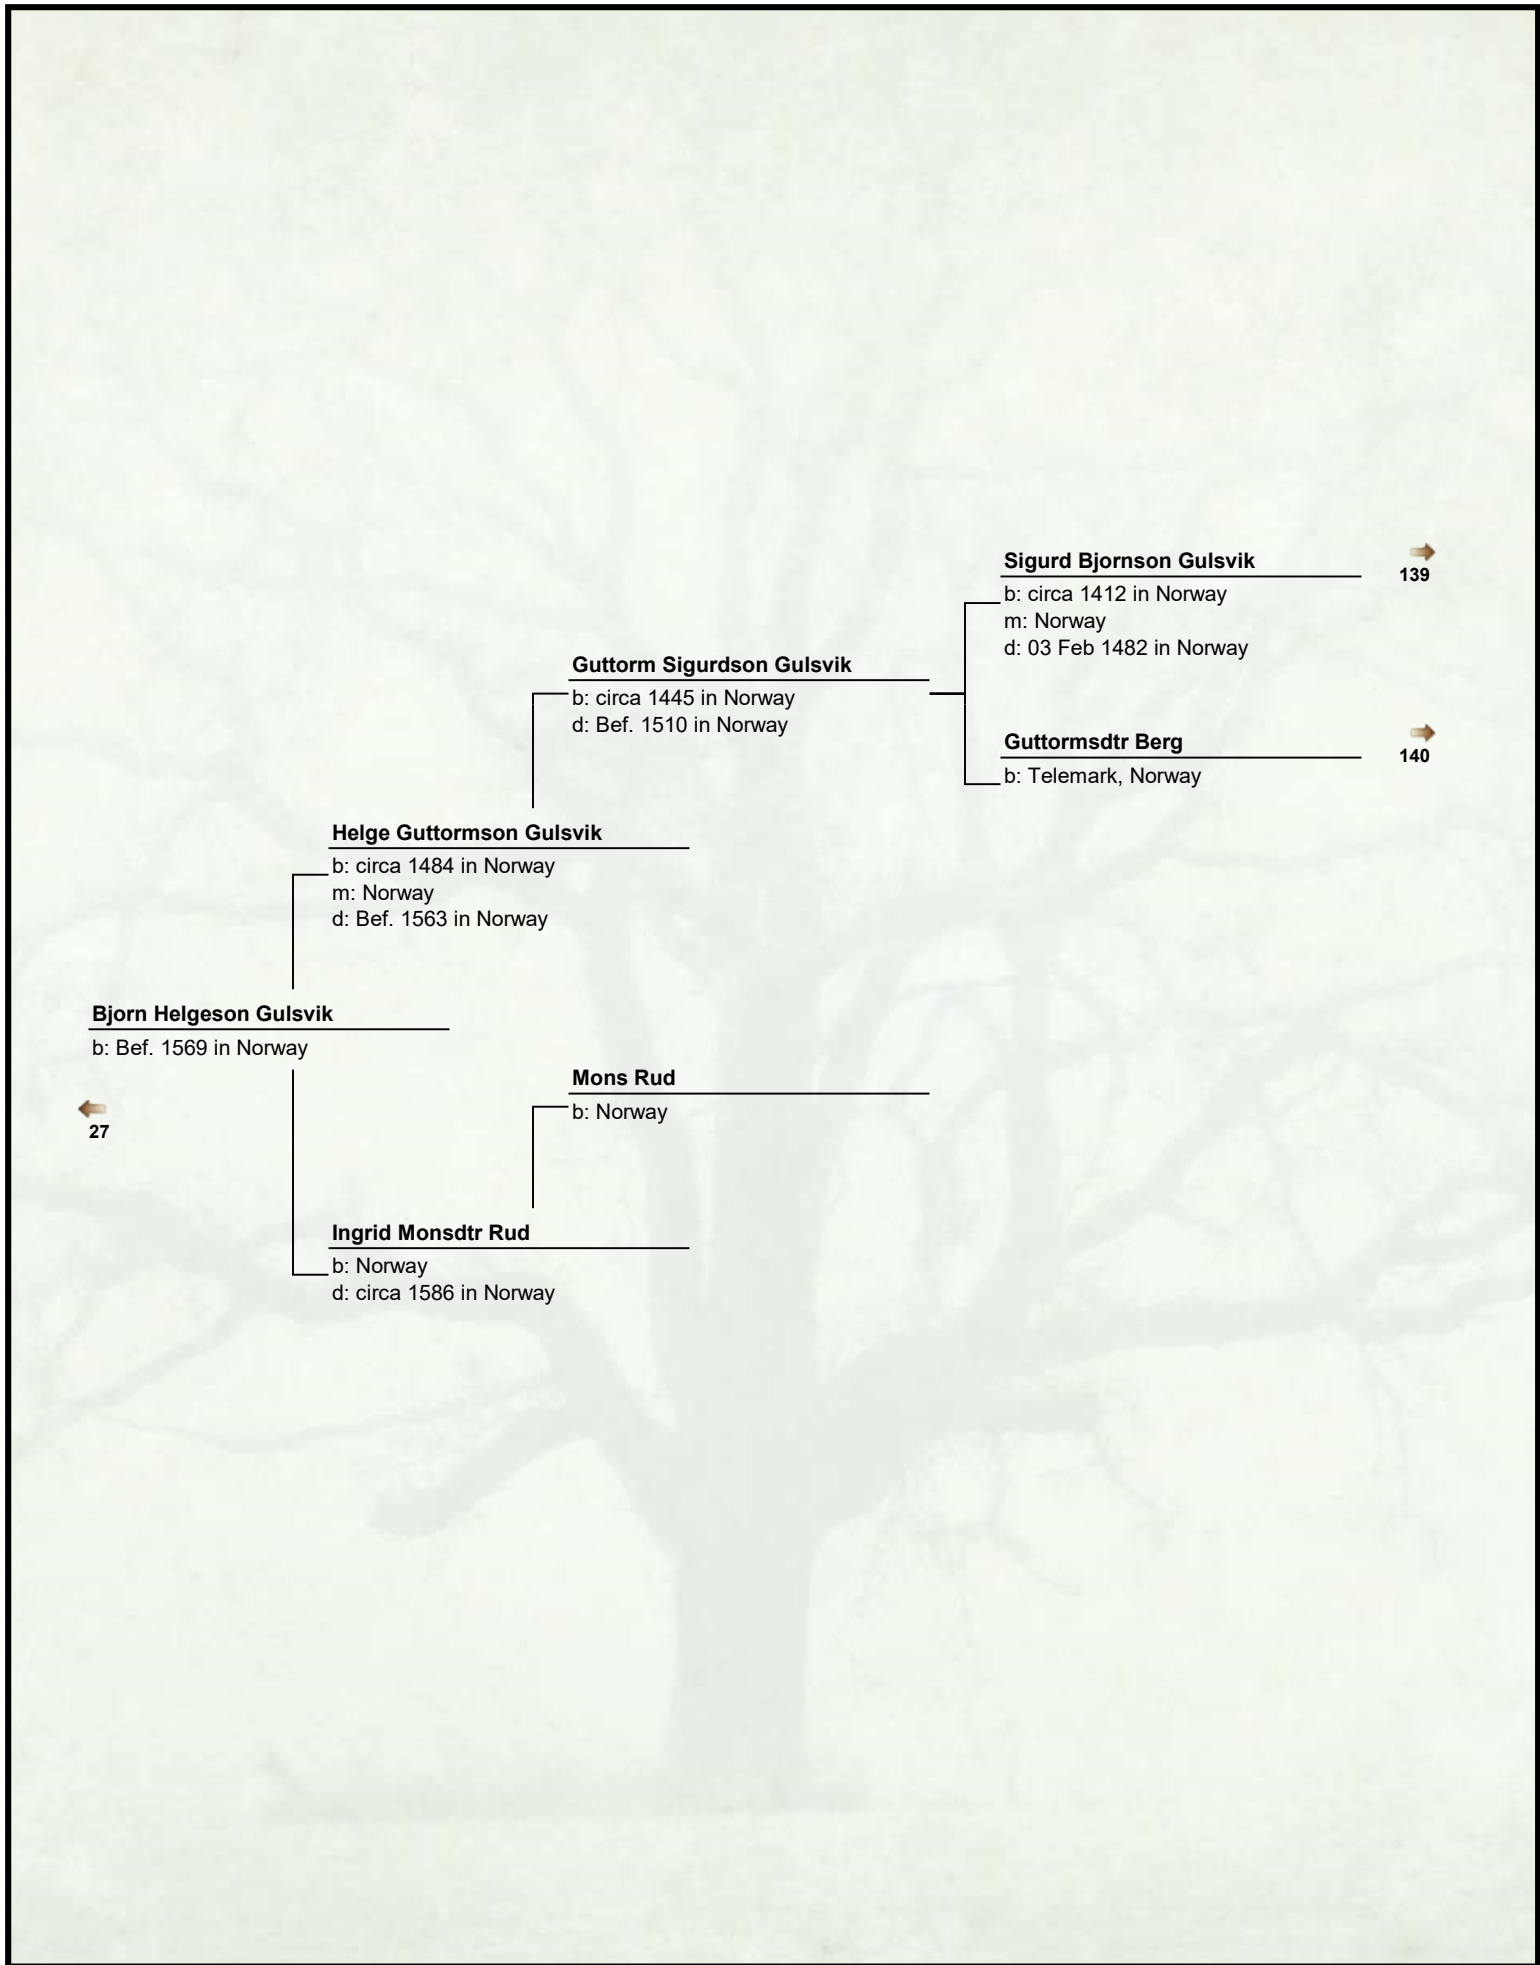 Sigurd Bjornson Gulsvik
139
b: circa 1412 in Norway
m: Norway
d: 03 Feb 1482 in Norway
Guttorm Sigurdson Gulsvik
b: circa 1445 in Norway
d: Bef. 1510 in Norway
Guttormsdtr Berg
140
b: Telemark, Norway
Helge Guttormson Gulsvik
b: circa 1484 in Norway
m: Norway
d: Bef. 1563 in Norway
Bjorn Helgeson Gulsvik
b: Bef. 1569 in Norway
27
Mons Rud
b: Norway
Ingrid Monsdtr Rud
b: Norway
d: circa 1586 in Norway